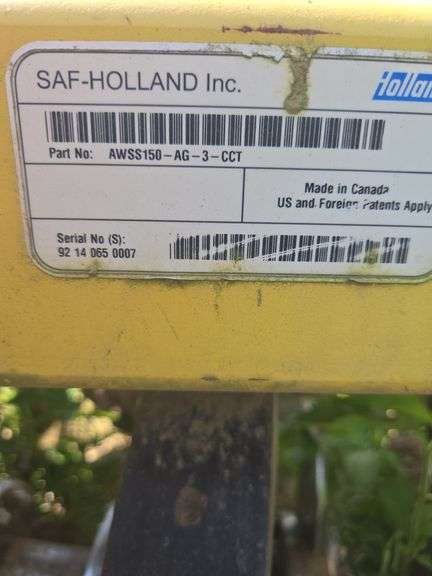 SAF-HOLLAND Inc.
Part No: AWSS150-AG-3-CCT
Made in Canada
US and Foreign Patents Apply
Serial No (S):
92 14 065 0007